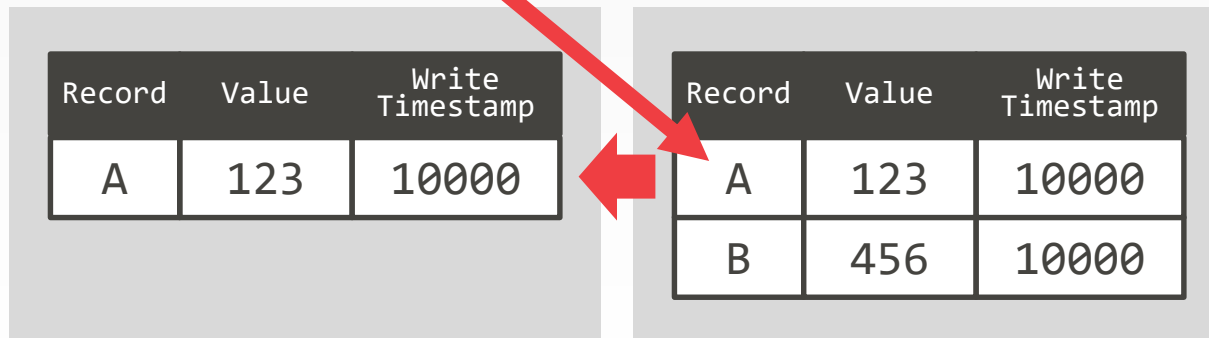 Record Value Write Timestamp
A 123 10000
Record Value Write Timestamp
A 123 10000
B 456 10000